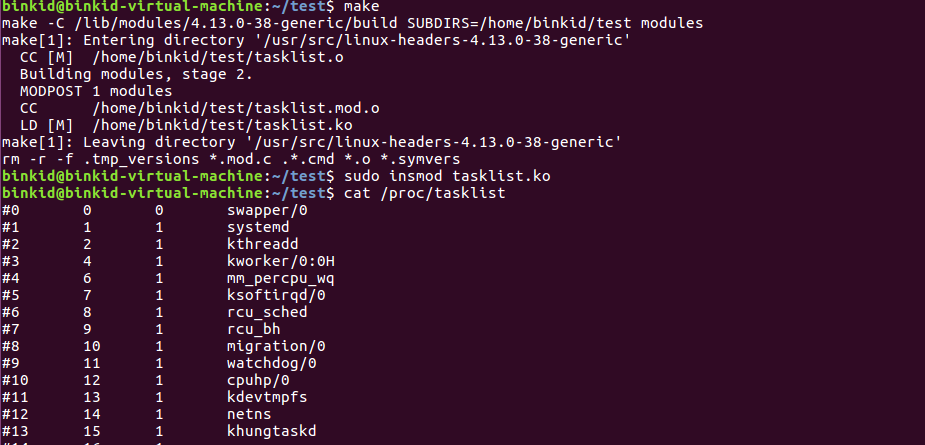 binkid@binkid-virtual-machine:~/test$ make
make -C /lib/modules/4.13.0-38-generic/build SUBDIRS=/home/binkid/test modules
make[1]: Entering directory '/usr/src/linux-headers-4.13.0-38-generic'
  CC [M]  /home/binkid/test/tasklist.o
  Building modules, stage 2.
  MODPOST 1 modules
  CC      /home/binkid/test/tasklist.mod.o
  LD [M]  /home/binkid/test/tasklist.ko
make[1]: Leaving directory '/usr/src/linux-headers-4.13.0-38-generic'
rm -r -f .tmp_versions *.mod.c .*.cmd *.o *.symvers
binkid@binkid-virtual-machine:~/test$ sudo insmod tasklist.ko
binkid@binkid-virtual-machine:~/test$ cat /proc/tasklist
#0       0       0       swapper/0
#1       1       1       systemd
#2       2       1       kthreadd
#3       4       1       kworker/0:0H
#4       6       1       mm_percpu_wq
#5       7       1       ksoftirqd/0
#6       8       1       rcu_sched
#7       9       1       rcu_bh
#8       10      1       migration/0
#9       11      1       watchdog/0
#10      12      1       cpuhp/0
#11      13      1       kdevtmpfs
#12      14      1       netns
#13      15      1       khungtaskd